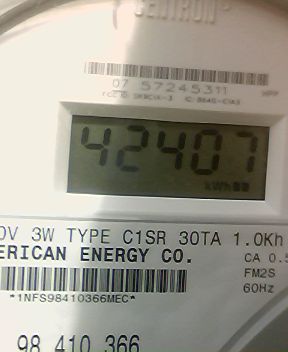 CENTRON
07 57245311
42407
kWh
0V 3W TYPE C1SR 30TA 1.0Kh
ERICAN ENERGY CO. CA 0.5
FM2S
60Hz
*1NFS98410366MEC*
98 410 366